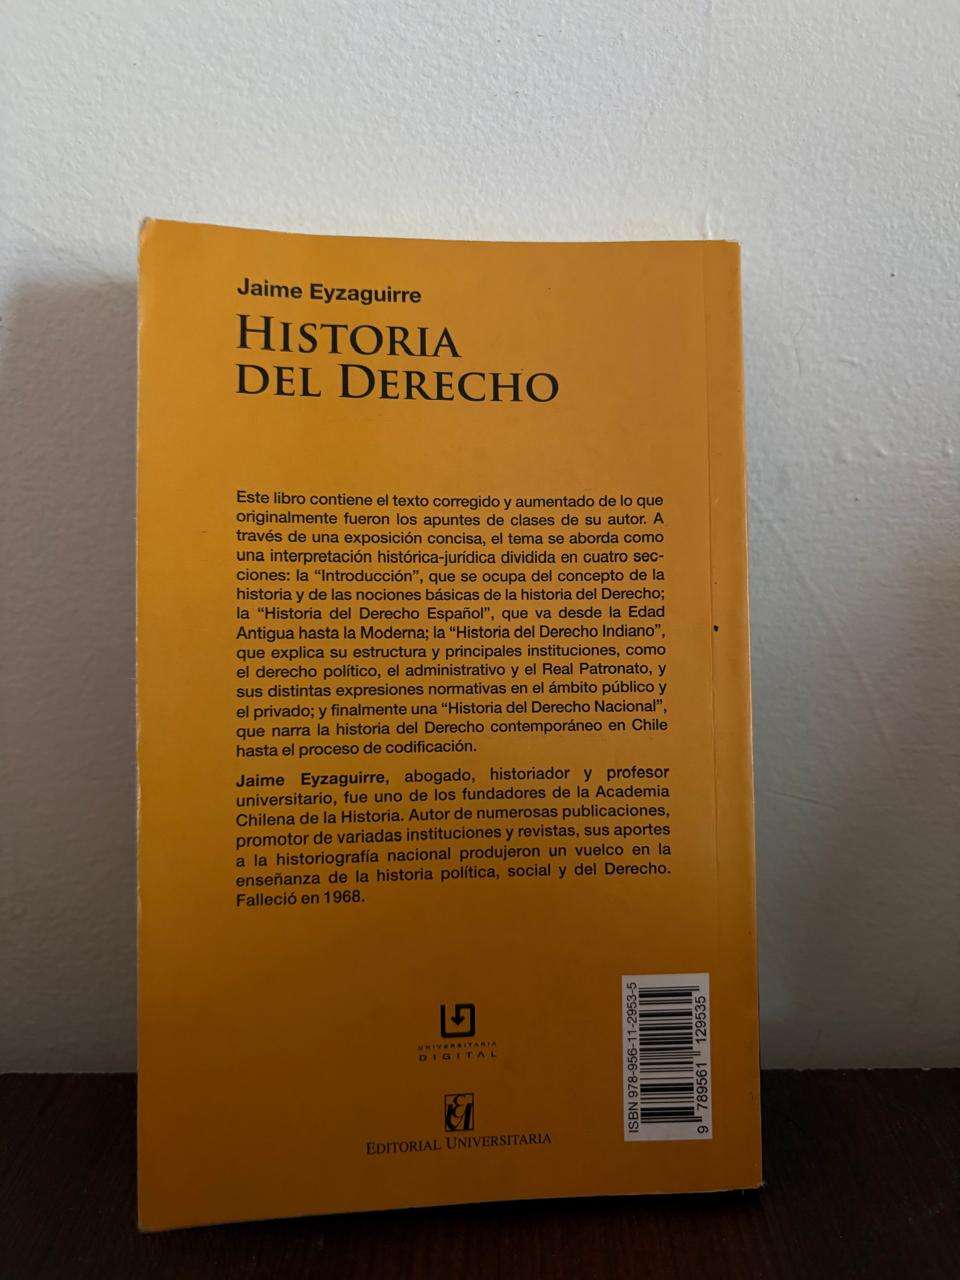 Jaime Eyzaguirre
HISTORIA
DEL DERECHO
Este libro contiene el texto corregido y aumentado de lo que
originalmente fueron los apuntes de clases de su autor. A
través de una exposición concisa, el tema se aborda como
una interpretación histórica-jurídica dividida en cuatro sec-
ciones: la “Introducción”, que se ocupa del concepto de la
historia y de las nociones básicas de la historia del Derecho;
la “Historia del Derecho Español”, que va desde la Edad
Antigua hasta la Moderna; la “Historia del Derecho Indiano”,
que explica su estructura y principales instituciones, como
el derecho político, el administrativo y el Real Patronato, y
sus distintas expresiones normativas en el ámbito público y
el privado; y finalmente una “Historia del Derecho Nacional”,
que narra la historia del Derecho contemporáneo en Chile
hasta el proceso de codificación.
Jaime Eyzaguirre, abogado, historiador y profesor
universitario, fue uno de los fundadores de la Academia
Chilena de la Historia. Autor de numerosas publicaciones,
promotor de variadas instituciones y revistas, sus aportes
a la historiografía nacional produjeron un vuelco en la
enseñanza de la historia política, social y del Derecho.
Falleció en 1968.
UNIVERSITARIA
DIGITAL
EDITORIAL UNIVERSITARIA
ISBN 978-956-11-2953-5
9 789561 129535